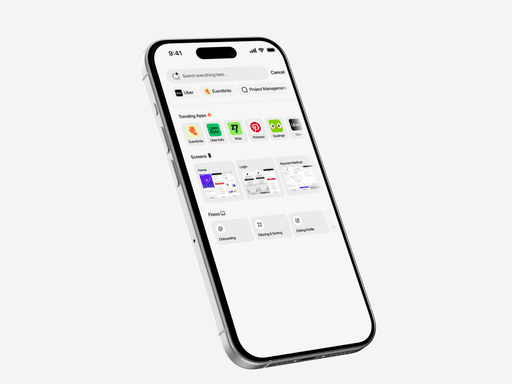 9:41
Search everything here...
Cancel
Uber
Eventbrite
Project Management
Trending Apps
Eventbrite
Uber Eats
Wise
Pinterest
Duolingo
Screens
Home
Login
Payment Method
Flows
Onboarding
Filtering & Sorting
Editing Profile